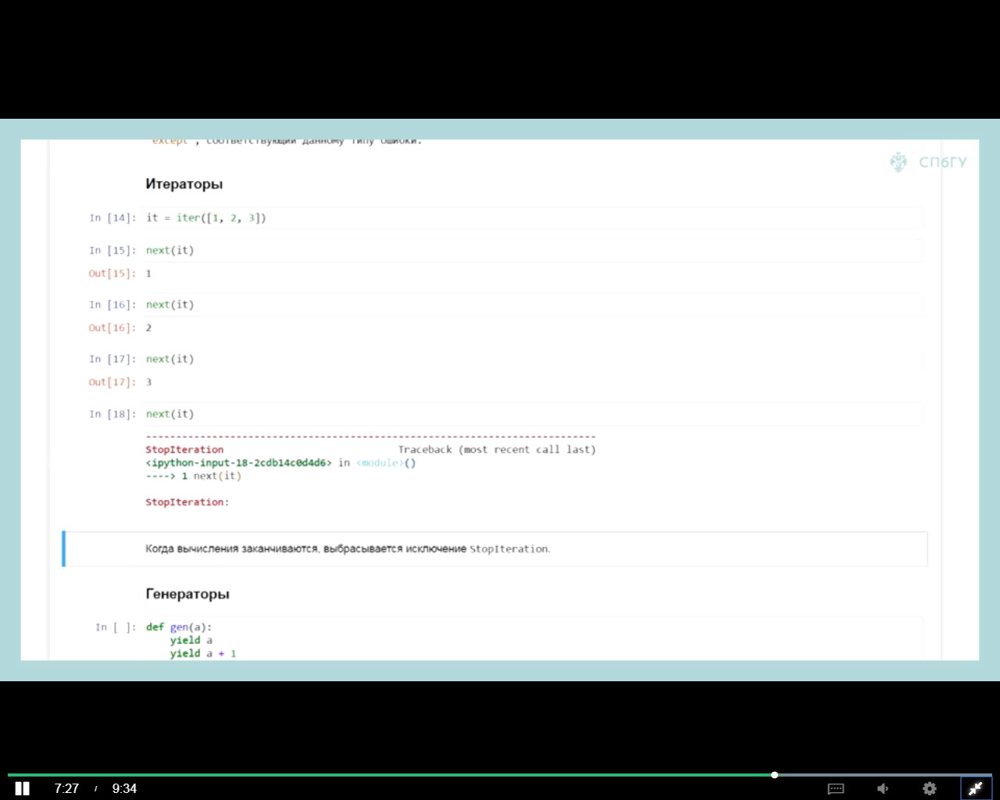 `except`, соответствующий данному типу ошибки.
СПбГУ
Итераторы
In [14]: it = iter([1, 2, 3])
In [15]: next(it)
Out[15]: 1
In [16]: next(it)
Out[16]: 2
In [17]: next(it)
Out[17]: 3
In [18]: next(it)
---------------------------------------------------------------------------
StopIteration                             Traceback (most recent call last)
<ipython-input-18-2cdb14c0d4d6> in <module>()
----> 1 next(it)
StopIteration:
Когда вычисления заканчиваются, выбрасывается исключение StopIteration.
Генераторы
In [ ]: def gen(a):
yield a
yield a + 1
7:27 / 9:34